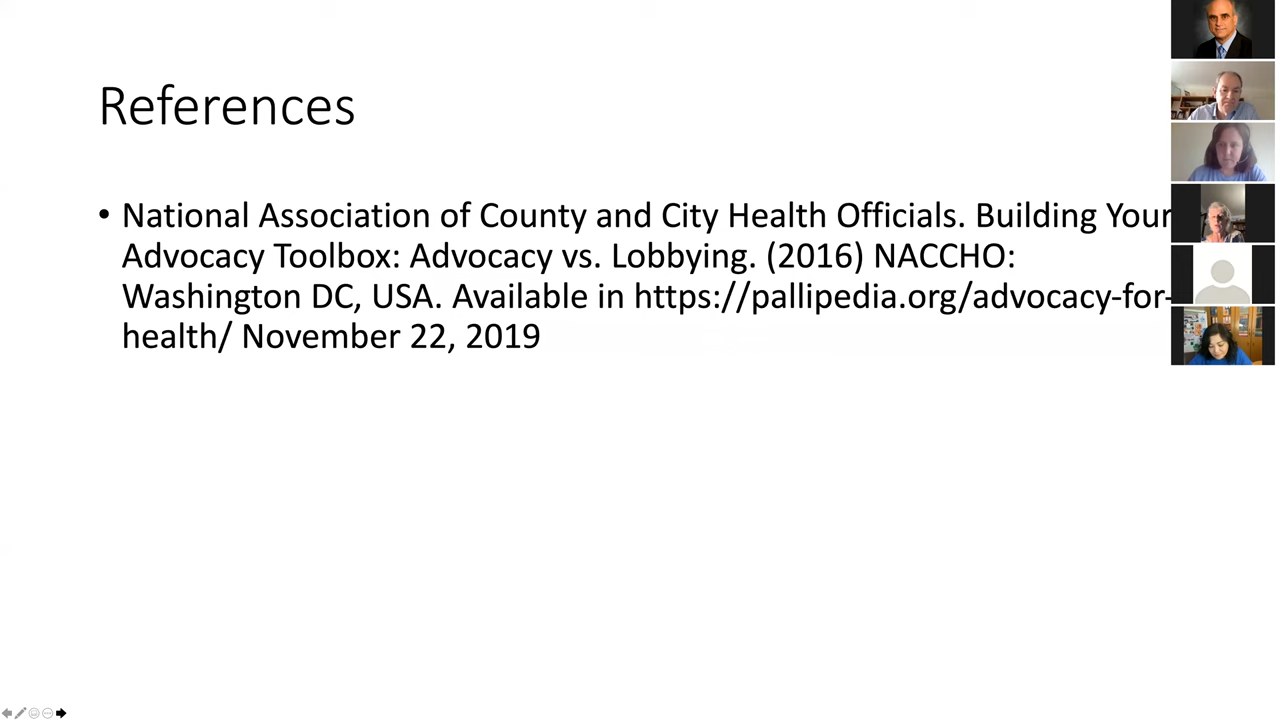 References
• National Association of County and City Health Officials. Building Your
Advocacy Toolbox: Advocacy vs. Lobbying. (2016) NACCHO:
Washington DC, USA. Available in https://pallipedia.org/advocacy-for-
health/ November 22, 2019